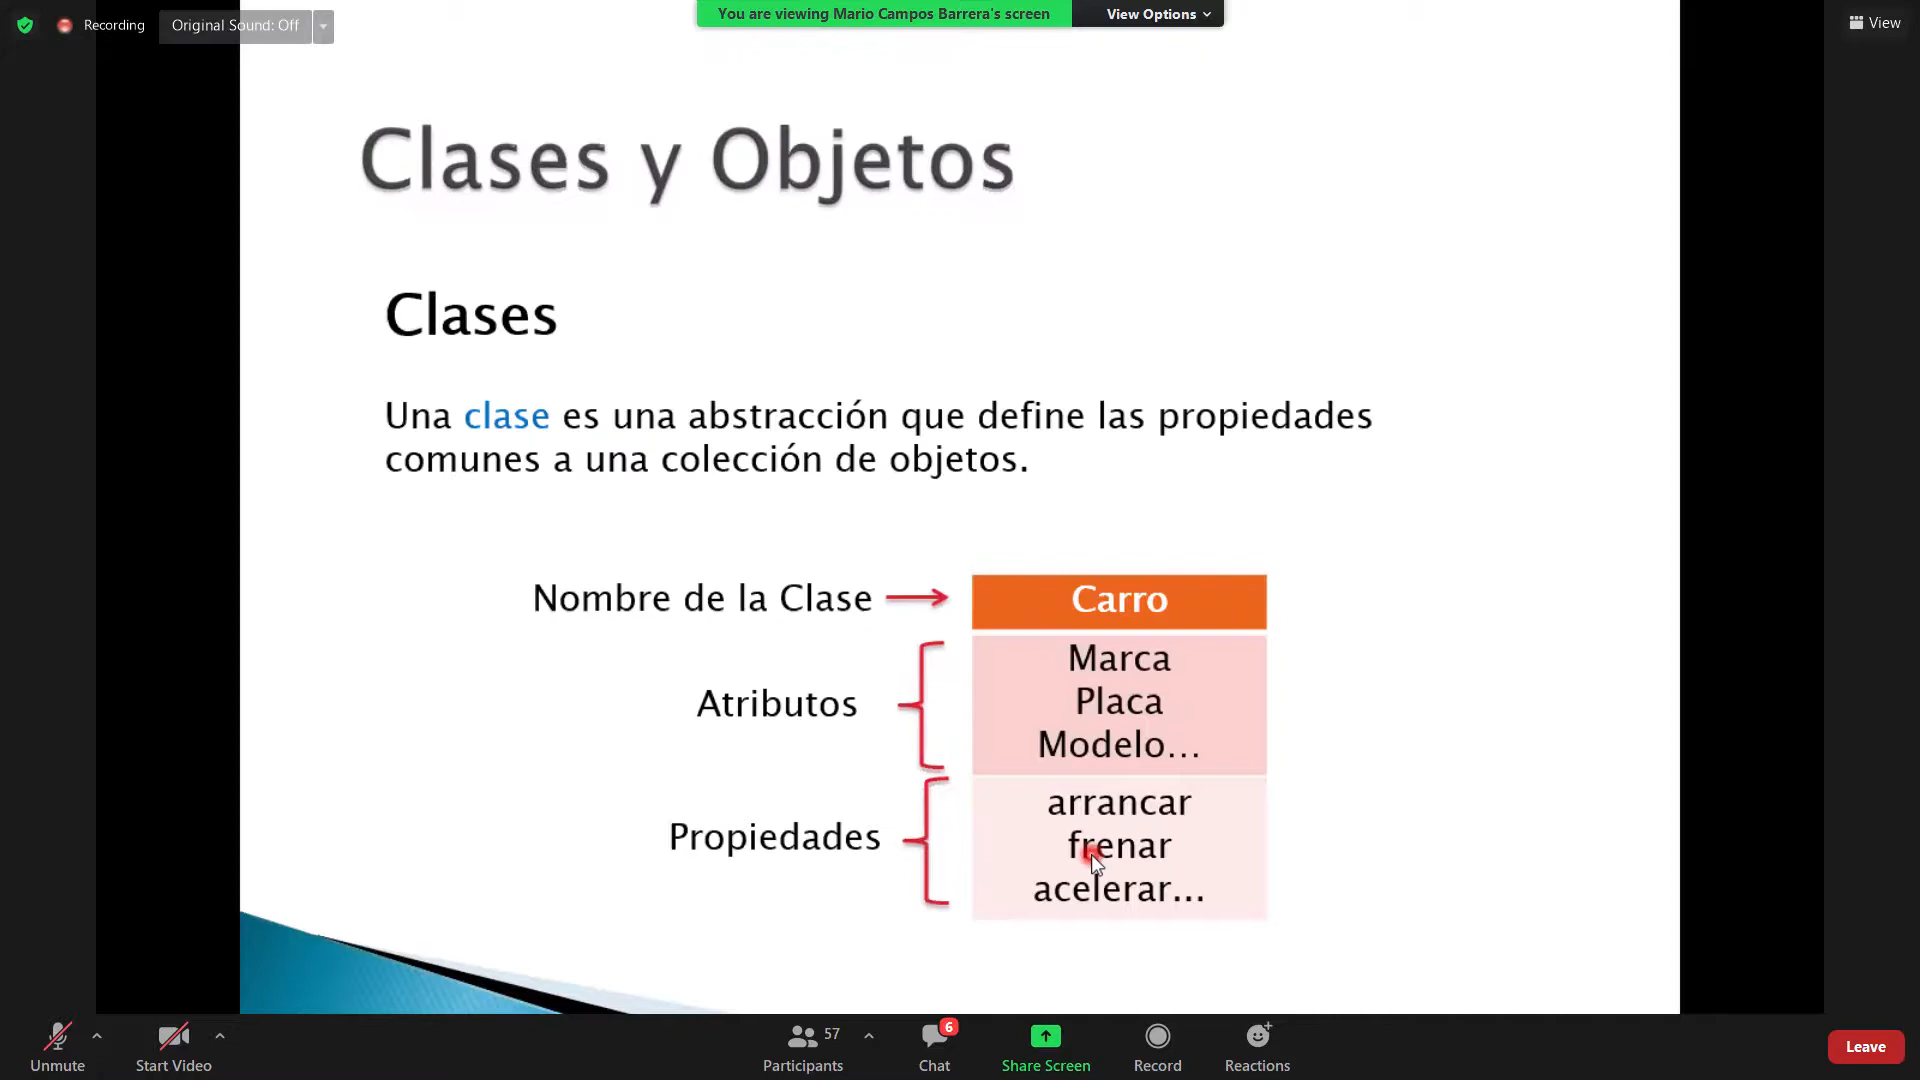 Recording
Original Sound: Off
You are viewing Mario Campos Barrera's screen
View Options
View
Clases y Objetos
Clases
Una clase es una abstracción que define las propiedades
comunes a una colección de objetos.
Nombre de la Clase
Carro
Atributos
Marca
Placa
Modelo...
Propiedades
arrancar
frenar
acelerar...
Unmute
Start Video
57
Participants
6
Chat
Share Screen
Record
Reactions
Leave